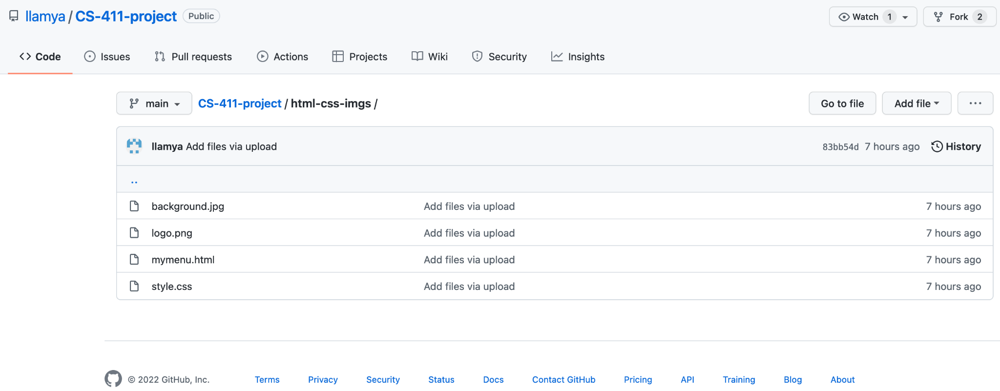 llamya / CS-411-project Public Watch 1 Fork 2
Code Issues Pull requests Actions Projects Wiki Security Insights
main CS-411-project / html-css-imgs / Go to file Add file ...
llamya Add files via upload 83bb54d 7 hours ago History
..
background.jpg Add files via upload 7 hours ago
logo.png Add files via upload 7 hours ago
mymenu.html Add files via upload 7 hours ago
style.css Add files via upload 7 hours ago
© 2022 GitHub, Inc. Terms Privacy Security Status Docs Contact GitHub Pricing API Training Blog About